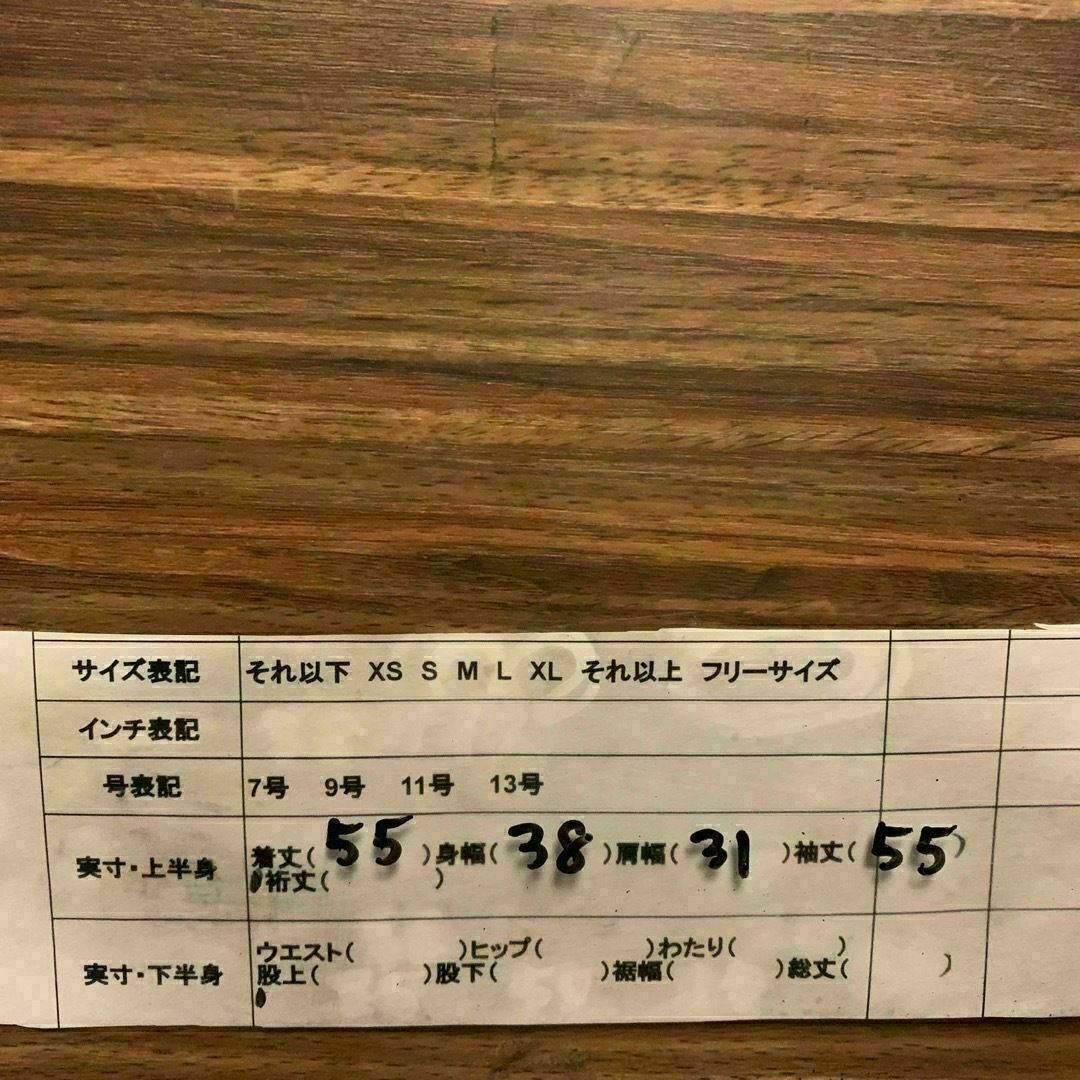 サイズ表記 それ以下 XS S M L XL それ以上 フリーサイズ
インチ表記
号表記 7号 9号 11号 13号
実寸・上半身 着丈( 55 )身幅( 38 )肩幅( 31 )袖丈( 55 )
裄丈( )
実寸・下半身 ウエスト( )ヒップ( )わたり( )
股上( )股下( )裾幅( )総丈( )